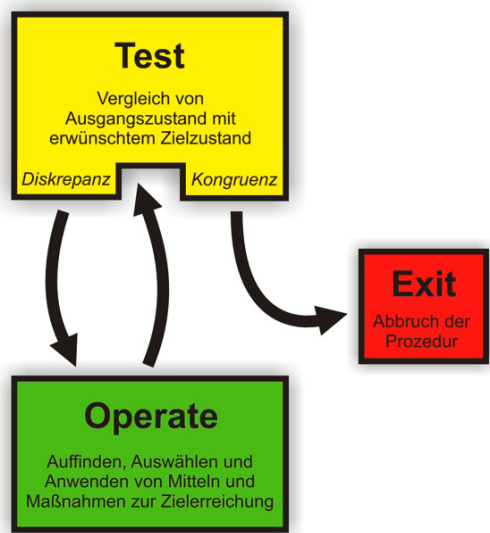 Test
Vergleich von
Ausgangszustand mit
erwünschtem Zielzustand
Diskrepanz
Kongruenz
Exit
Abbruch der
Prozedur
Operate
Auffinden, Auswählen und
Anwenden von Mitteln und
Maßnahmen zur Zielerreichung